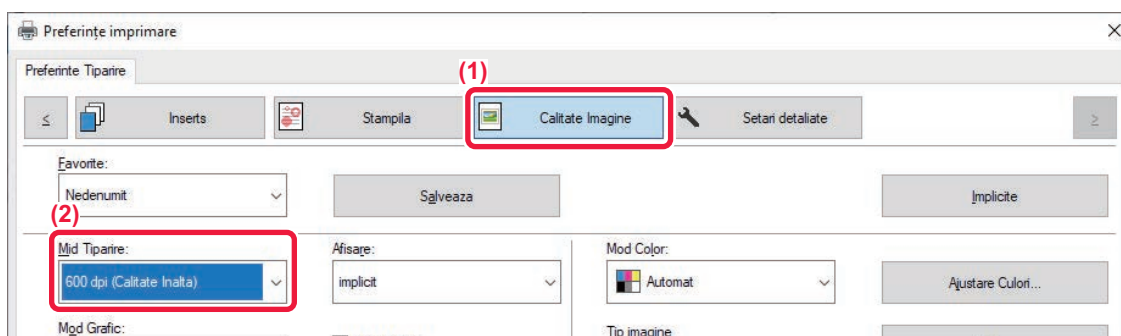 Preferințe imprimare
Preferinte Tiparire
(1)
< Inserts Stampila Calitate Imagine Setari detaliate >
Favorite:
Nedenumit Salveaza Implicite
(2)
Mid Tiparire: Afisare: Mod Color:
600 dpi (Calitate Inalta) implicit Automat Ajustare Culori...
Mod Grafic: Tip imagine